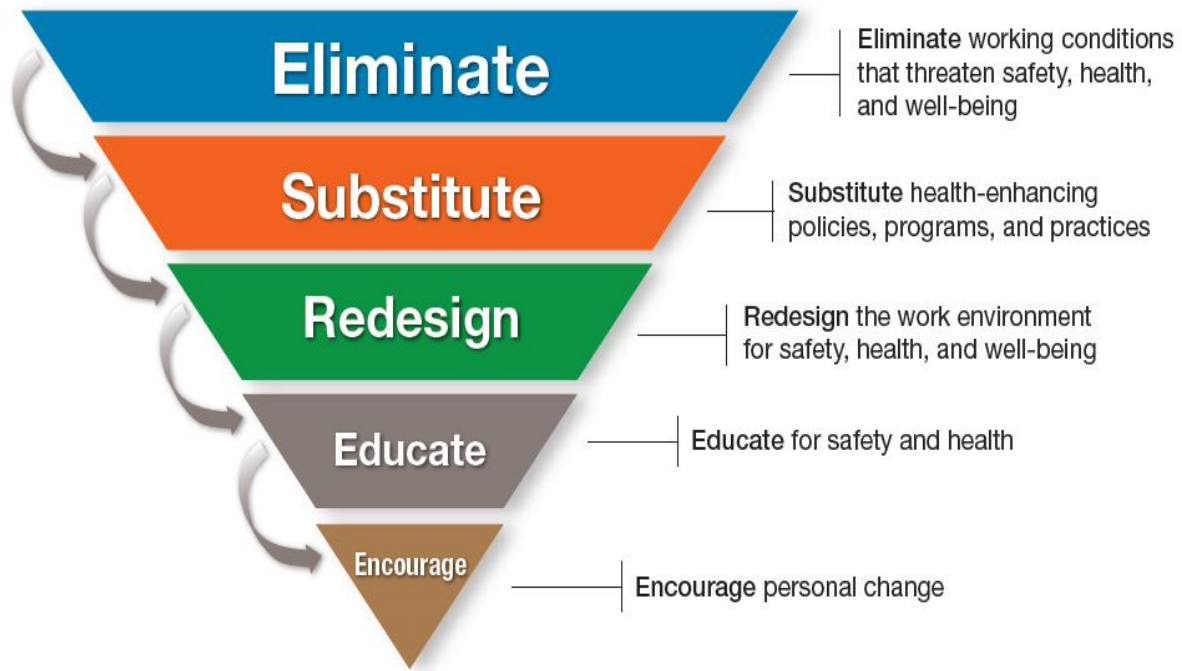 Eliminate
Eliminate working conditions
that threaten safety, health,
and well-being
Substitute
Substitute health-enhancing
policies, programs, and practices
Redesign
Redesign the work environment
for safety, health, and well-being
Educate
Educate for safety and health
Encourage
Encourage personal change